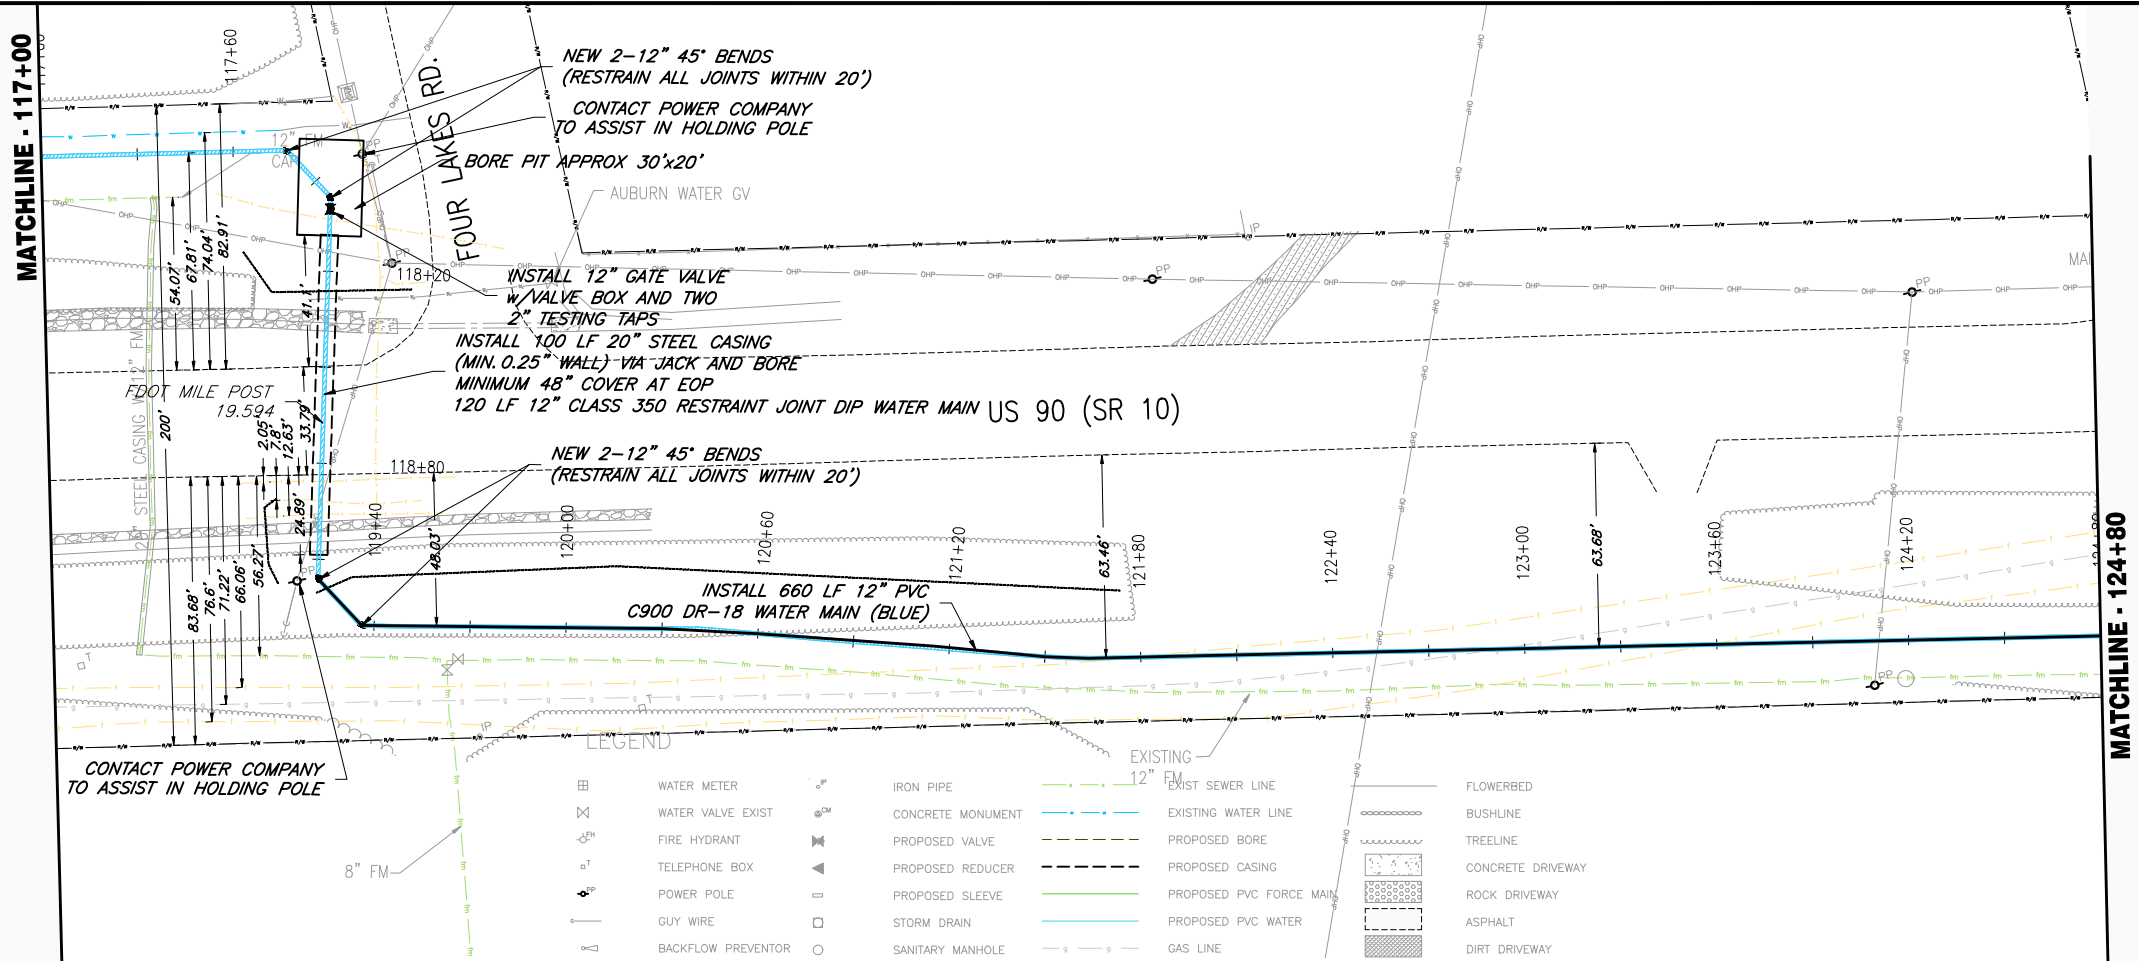 MATCHLINE - 117+00
117+60
NEW 2-12" 45° BENDS
(RESTRAIN ALL JOINTS WITHIN 20')
CONTACT POWER COMPANY
TO ASSIST IN HOLDING POLE
BORE PIT APPROX 30'x20'
AUBURN WATER GV
FOUR LAKES RD.
12" FM
54.07'
67.81'
74.04'
82.91'
41.1'
118+20
INSTALL 12" GATE VALVE
W/VALVE BOX AND TWO
2" TESTING TAPS
INSTALL 100 LF 20" STEEL CASING
(MIN. 0.25" WALL) VIA JACK AND BORE
MINIMUM 48" COVER AT EOP
120 LF 12" CLASS 350 RESTRAINT JOINT DIP WATER MAIN
US 90 (SR 10)
FDOT MILE POST
19.594
200'
2.05'
7.8'
12.63'
33.79'
118+80
NEW 2-12" 45° BENDS
(RESTRAIN ALL JOINTS WITHIN 20')
24.89'
119+40
48.03'
120+00
120+60
121+20
63.46'
121+80
122+40
123+00
63.68'
123+60
124+20
MATCHLINE - 124+80
83.68'
76.6'
71.22'
66.06'
56.27'
INSTALL 660 LF 12" PVC
C900 DR-18 WATER MAIN (BLUE)
CONTACT POWER COMPANY
TO ASSIST IN HOLDING POLE
EXISTING
12" FM
8" FM
LEGEND
WATER METER
WATER VALVE EXIST
FIRE HYDRANT
TELEPHONE BOX
POWER POLE
GUY WIRE
BACKFLOW PREVENTOR
IRON PIPE
CONCRETE MONUMENT
PROPOSED VALVE
PROPOSED REDUCER
PROPOSED SLEEVE
STORM DRAIN
SANITARY MANHOLE
EXIST SEWER LINE
EXISTING WATER LINE
PROPOSED BORE
PROPOSED CASING
PROPOSED PVC FORCE MAIN
PROPOSED PVC WATER
GAS LINE
FLOWERBED
BUSHLINE
TREELINE
CONCRETE DRIVEWAY
ROCK DRIVEWAY
ASPHALT
DIRT DRIVEWAY